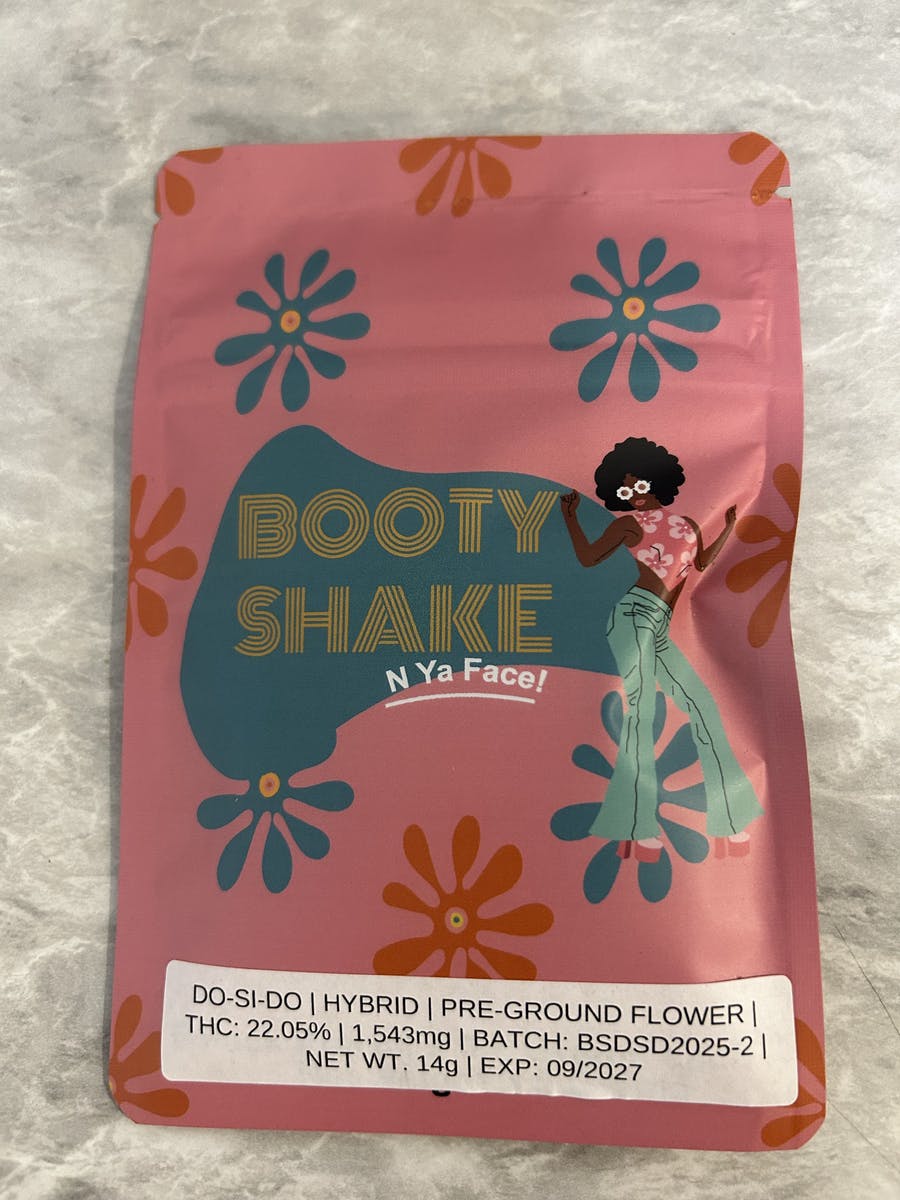 BOOTY
SHAKE
N Ya Face!
DO-SI-DO | HYBRID | PRE-GROUND FLOWER |
THC: 22.05% | 1,543mg | BATCH: BSDSD2025-2 |
NET WT. 14g | EXP: 09/2027